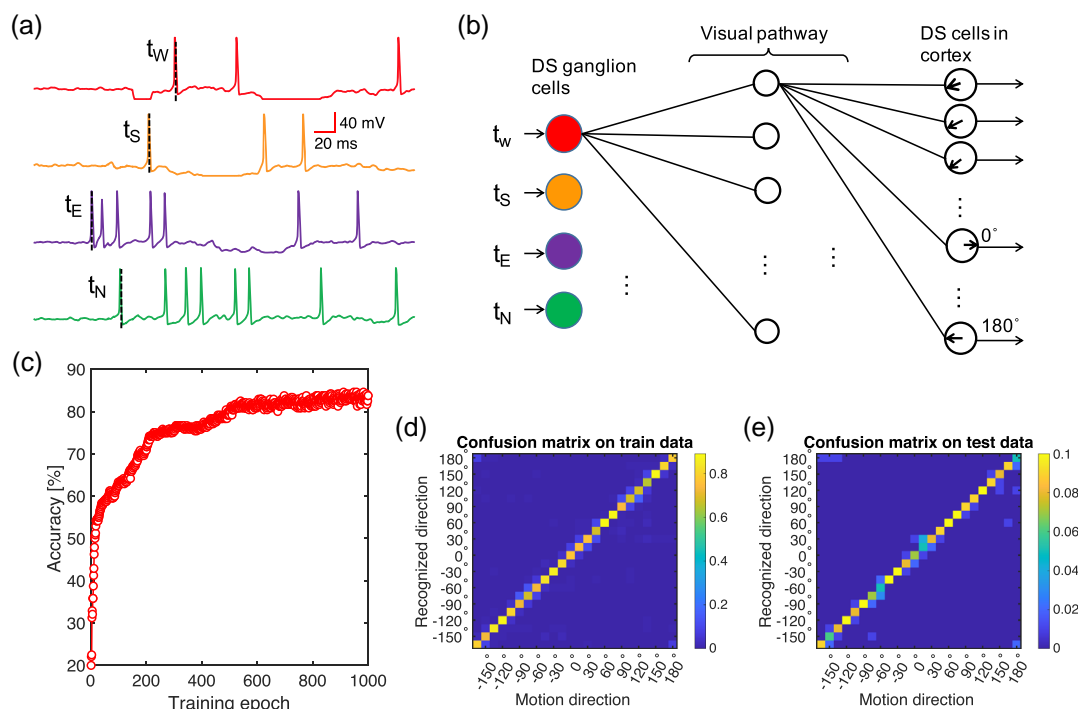 (a)
t_W
t_S
40 mV
20 ms
t_E
t_N
(b)
Visual pathway
DS ganglion
cells
DS cells in
cortex
t_w
t_S
t_E
t_N
0°
180°
(c)
Accuracy [%]
90
80
70
60
50
40
30
20
0 200 400 600 800 1000
Training epoch
(d)
Confusion matrix on train data
Recognized direction
180°
150°
120°
90°
60°
30°
0°
-30°
-60°
-90°
-120°
-150°
-150° -120° -90° -60° -30° 0° 30° 60° 90° 120° 150° 180°
Motion direction
0.8
0.6
0.4
0.2
0
(e)
Confusion matrix on test data
Recognized direction
180°
150°
120°
90°
60°
30°
0°
-30°
-60°
-90°
-120°
-150°
-150° -120° -90° -60° -30° 0° 30° 60° 90° 120° 150° 180°
Motion direction
0.1
0.08
0.06
0.04
0.02
0